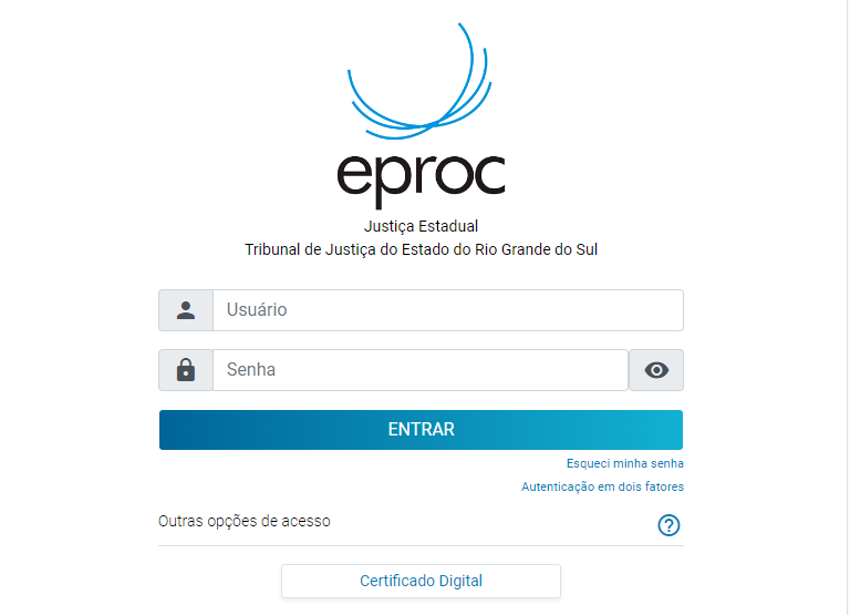 eproc
Justiça Estadual
Tribunal de Justiça do Estado do Rio Grande do Sul
Usuário
Senha
ENTRAR
Esqueci minha senha
Autenticação em dois fatores
Outras opções de acesso
Certificado Digital